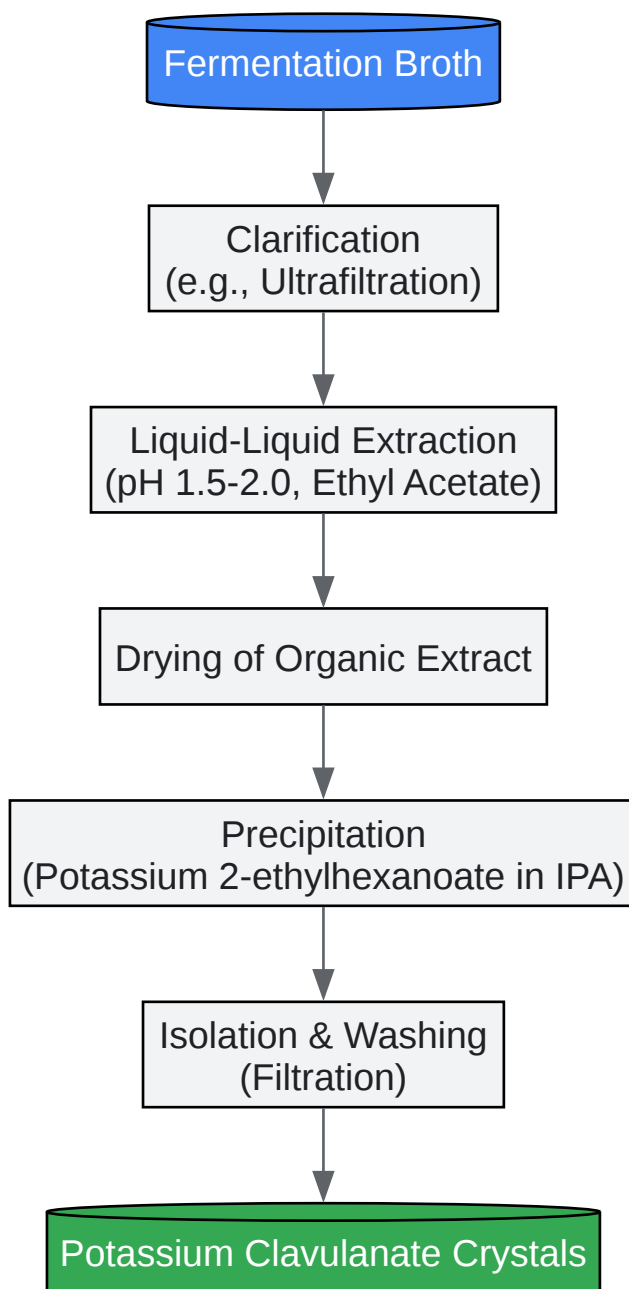 Fermentation Broth
Clarification
(e.g., Ultrafiltration)
Liquid-Liquid Extraction
(pH 1.5-2.0, Ethyl Acetate)
Drying of Organic Extract
Precipitation
(Potassium 2-ethylhexanoate in IPA)
Isolation & Washing
(Filtration)
Potassium Clavulanate Crystals